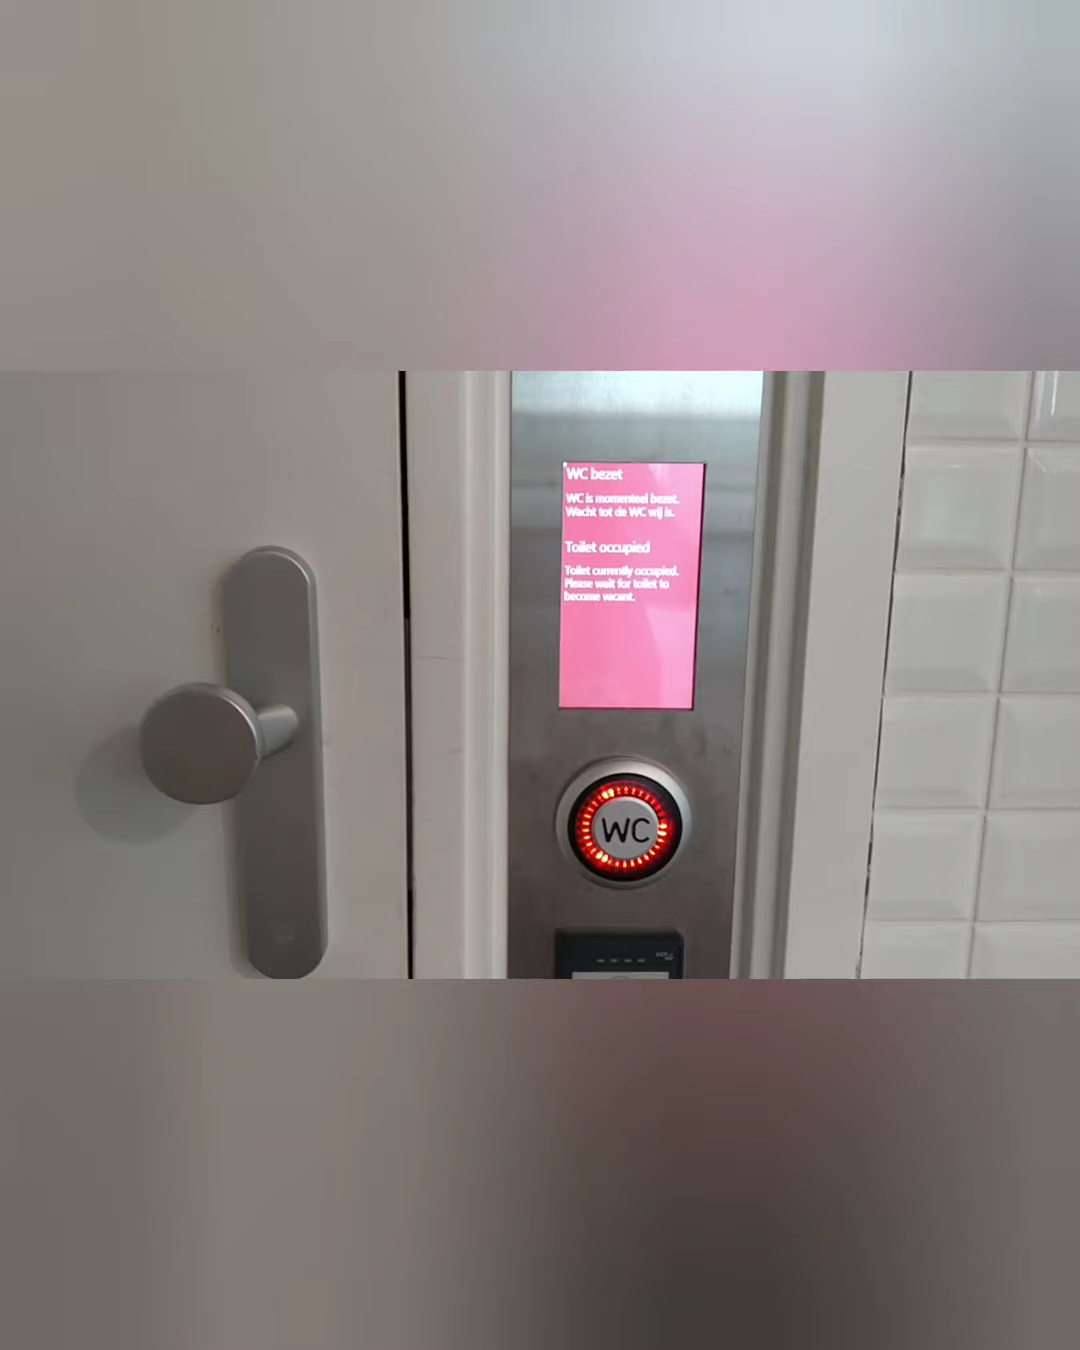 WC bezet
WC is momenteel bezet.
Wacht tot de WC wij is.
Toilet occupied
Toilet currently occupied.
Please wait for toilet to
become vacant.
WC